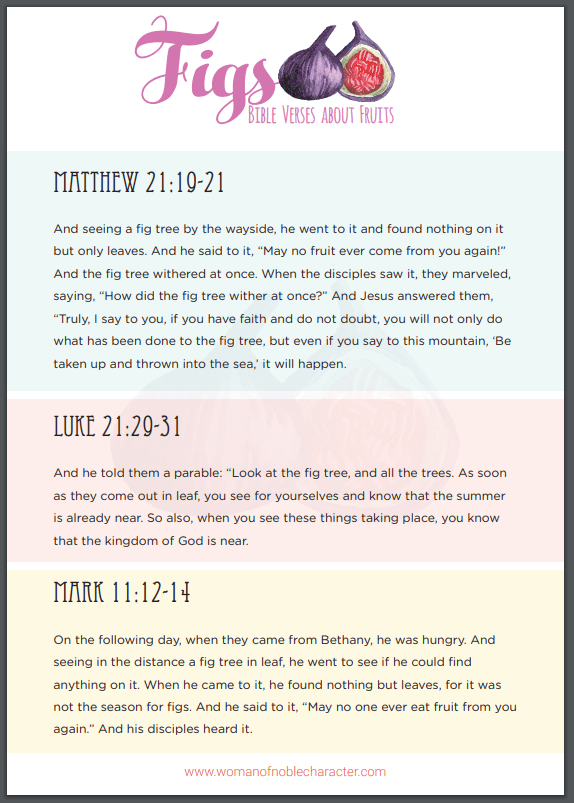 Figs
Bible Verses about Fruits
Matthew 21:19-21
And seeing a fig tree by the wayside, he went to it and found nothing on it
but only leaves. And he said to it, “May no fruit ever come from you again!”
And the fig tree withered at once. When the disciples saw it, they marveled,
saying, “How did the fig tree wither at once?” And Jesus answered them,
“Truly, I say to you, if you have faith and do not doubt, you will not only do
what has been done to the fig tree, but even if you say to this mountain, ‘Be
taken up and thrown into the sea,’ it will happen.
Luke 21:29-31
And he told them a parable: “Look at the fig tree, and all the trees. As soon
as they come out in leaf, you see for yourselves and know that the summer
is already near. So also, when you see these things taking place, you know
that the kingdom of God is near.
Mark 11:12-14
On the following day, when they came from Bethany, he was hungry. And
seeing in the distance a fig tree in leaf, he went to see if he could find
anything on it. When he came to it, he found nothing but leaves, for it was
not the season for figs. And he said to it, “May no one ever eat fruit from you
again.” And his disciples heard it.
www.womanofnoblecharacter.com